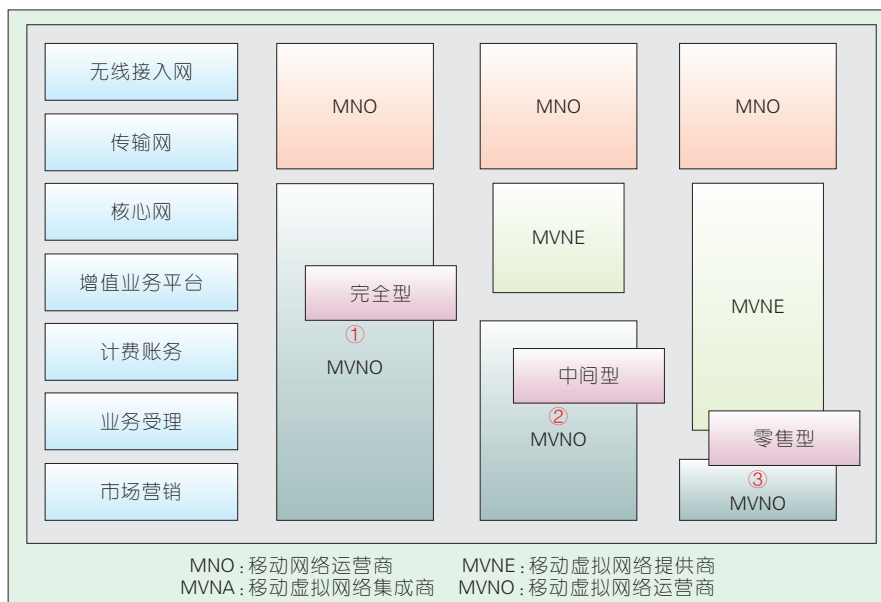 无线接入网
传输网
核心网
增值业务平台
计费账务
业务受理
市场营销
MNO
完全型
①
MVNO
MNO
MVNE
中间型
②
MVNO
MNO
MVNE
零售型
③
MVNO
MNO:移动网络运营商 MVNE:移动虚拟网络提供商
MVNA:移动虚拟网络集成商 MVNO:移动虚拟网络运营商